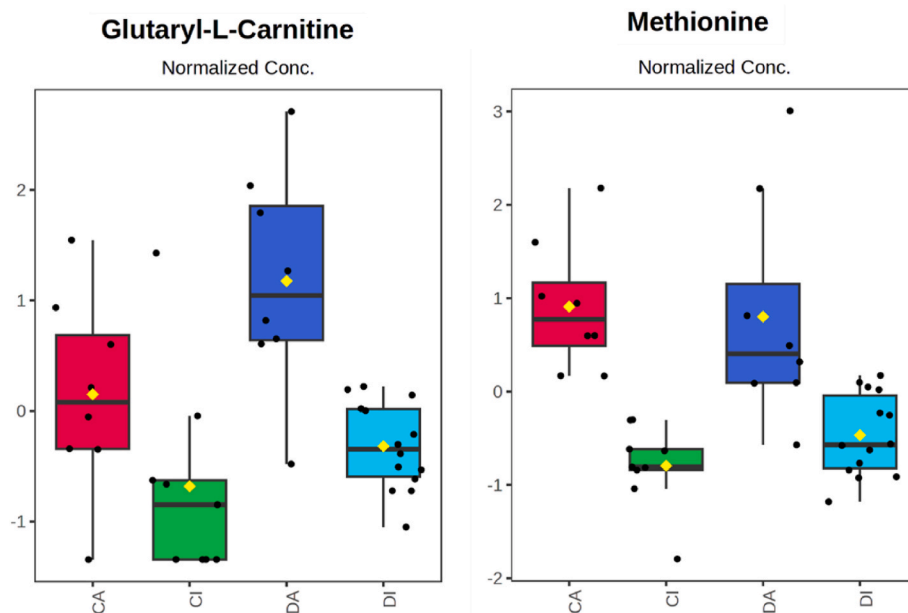 Glutaryl-L-Carnitine
Normalized Conc.
2
1
0
-1
CA
CI
DA
DI
Methionine
Normalized Conc.
3
2
1
0
-1
-2
CA
CI
DA
DI